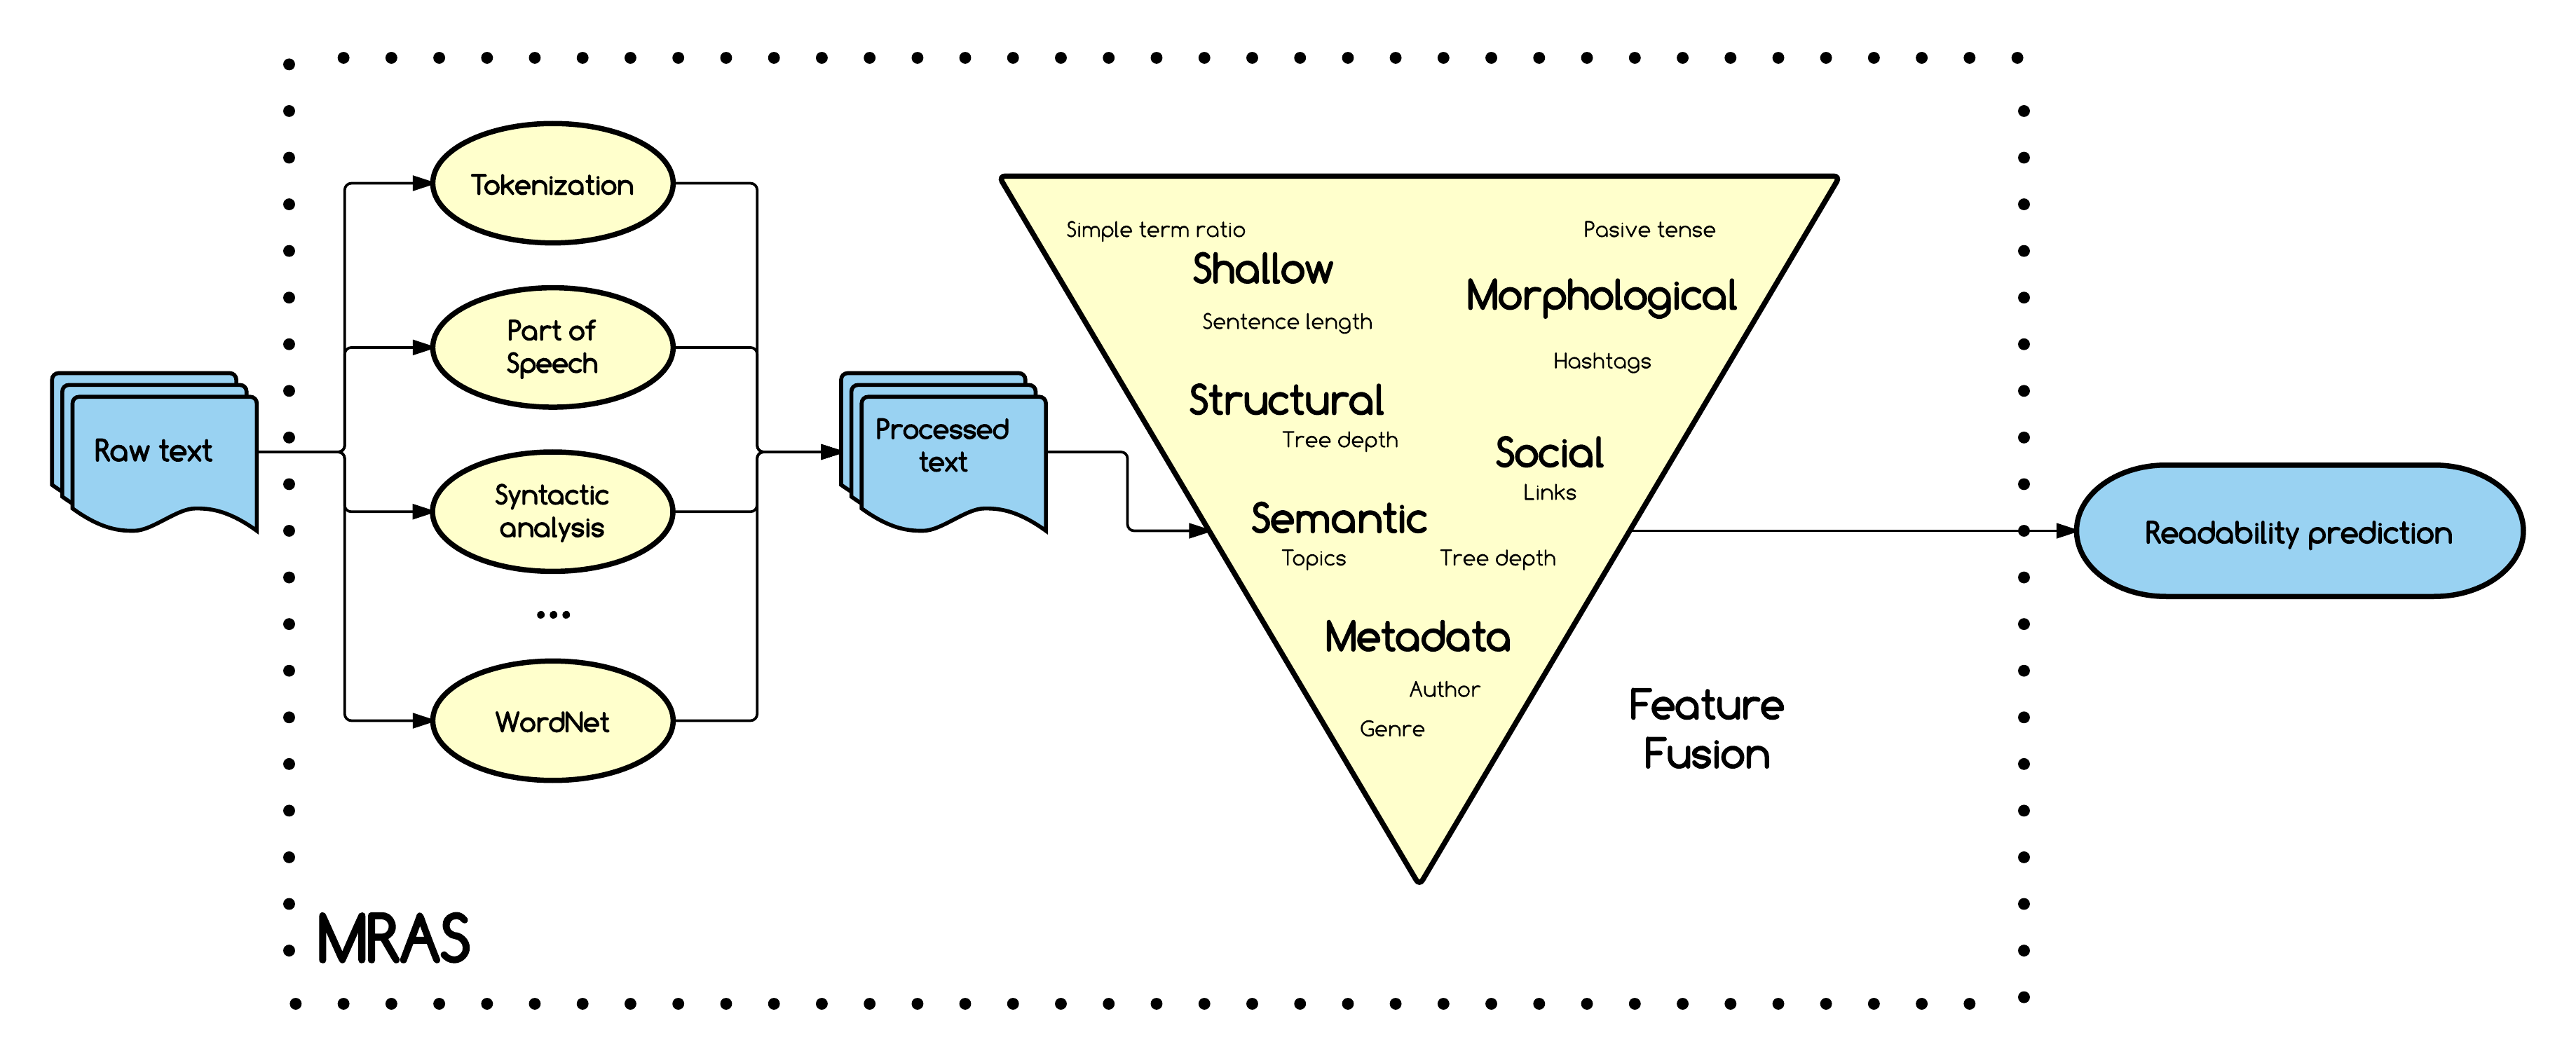 Raw text
Tokenization
Part of
Speech
Syntactic
analysis
...
WordNet
Processed
text
Simple term ratio
Pasive tense
Shallow
Morphological
Sentence length
Hashtags
Structural
Tree depth
Social
Links
Semantic
Topics
Tree depth
Metadata
Author
Genre
Feature
Fusion
Readability prediction
MRAS